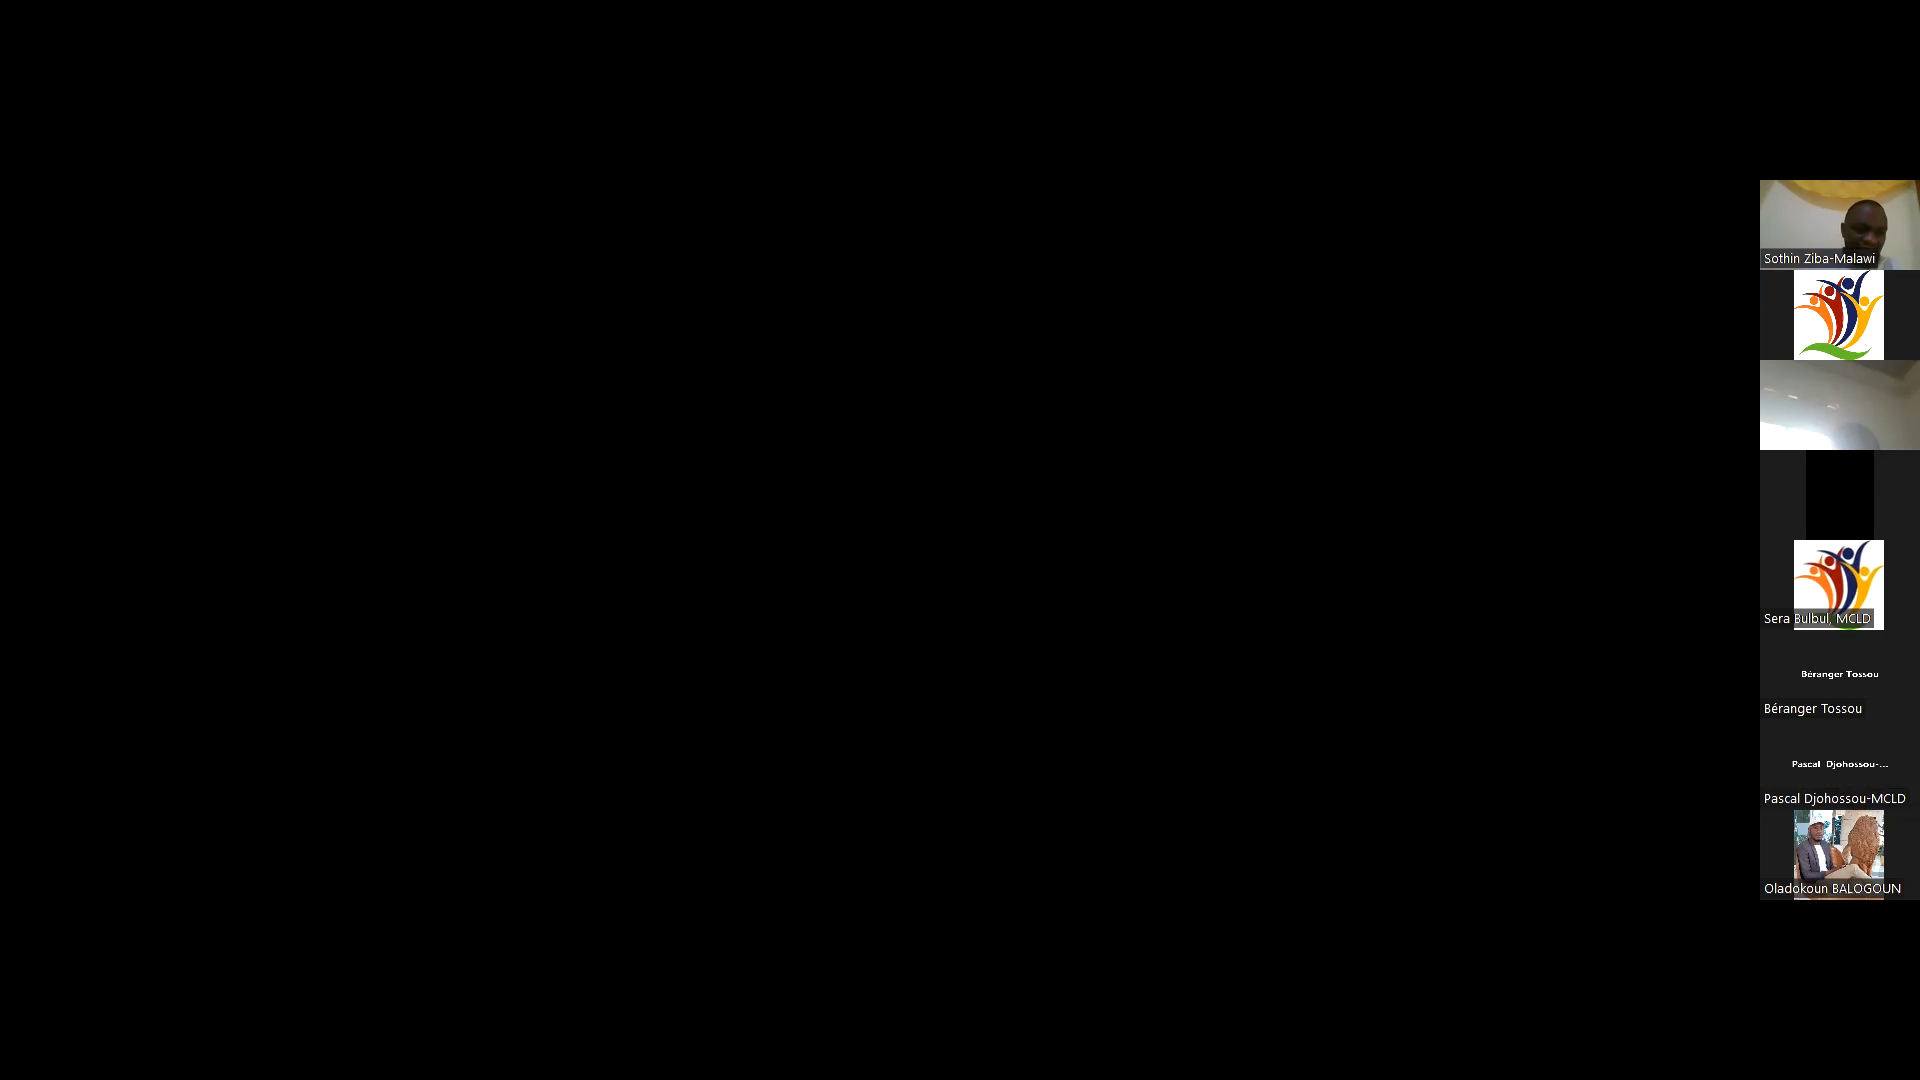 Sothin Ziba-Malawi
Sera Bulbul, MCLD
Béranger Tossou
Béranger Tossou
Pascal Djohossou-...
Pascal Djohossou-MCLD
Oladokoun BALOGOUN